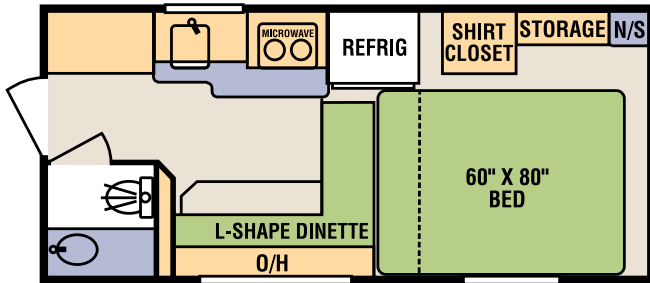 MICROWAVE
REFRIG
SHIRT
CLOSET
STORAGE
N/S
60" X 80"
BED
L-SHAPE DINETTE
O/H